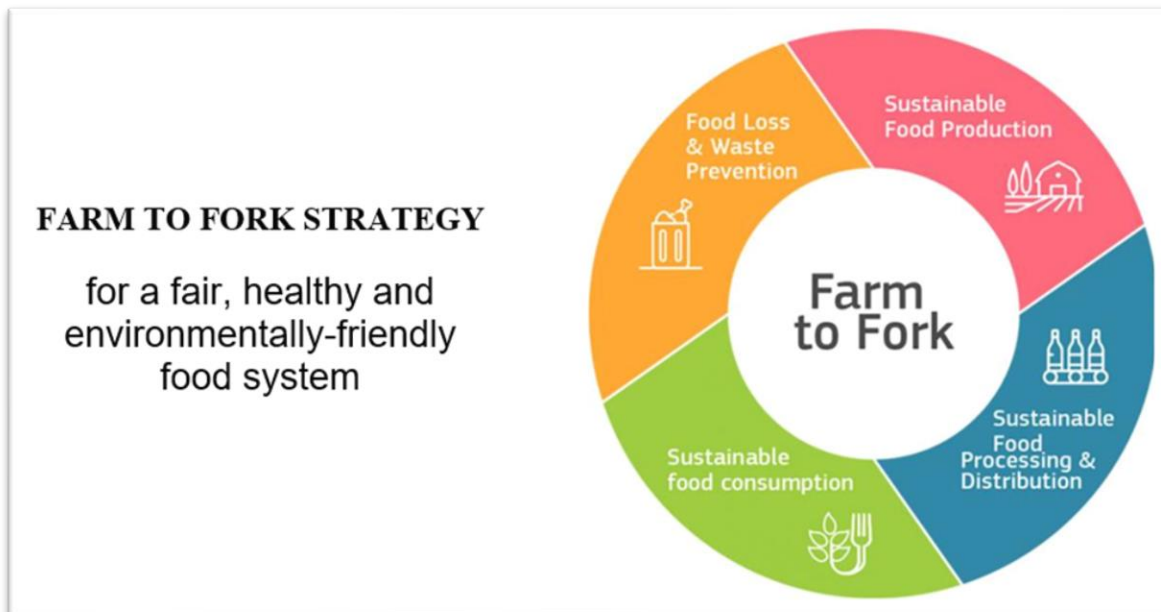 FARM TO FORK STRATEGY
for a fair, healthy and
environmentally-friendly
food system
Food Loss
& Waste
Prevention
Sustainable
Food Production
Farm
to Fork
Sustainable
Food
Processing &
Distribution
Sustainable
food consumption